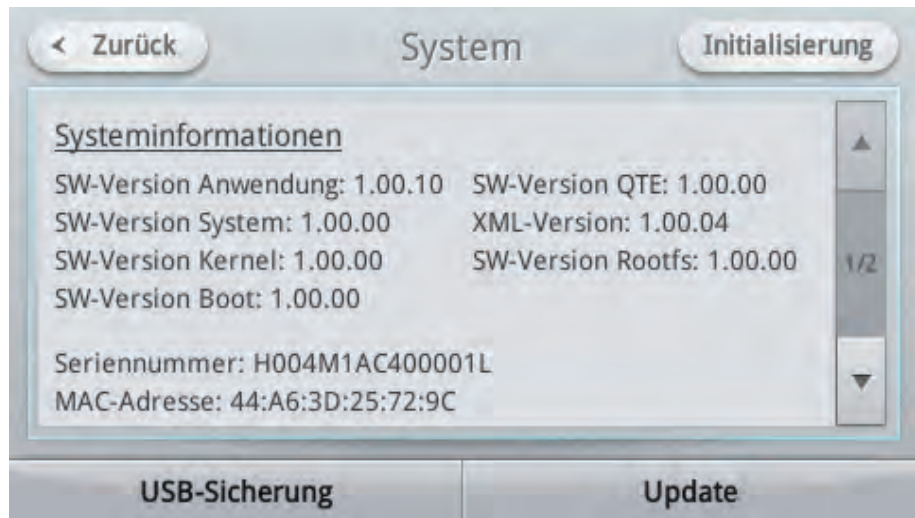 Zurück System Initialisierung
Systeminformationen
SW-Version Anwendung: 1.00.10 SW-Version QTE: 1.00.00
SW-Version System: 1.00.00 XML-Version: 1.00.04
SW-Version Kernel: 1.00.00 SW-Version Rootfs: 1.00.00
1/2
SW-Version Boot: 1.00.00
Seriennummer: H004M1AC400001L
MAC-Adresse: 44:A6:3D:25:72:9C
USB-Sicherung Update